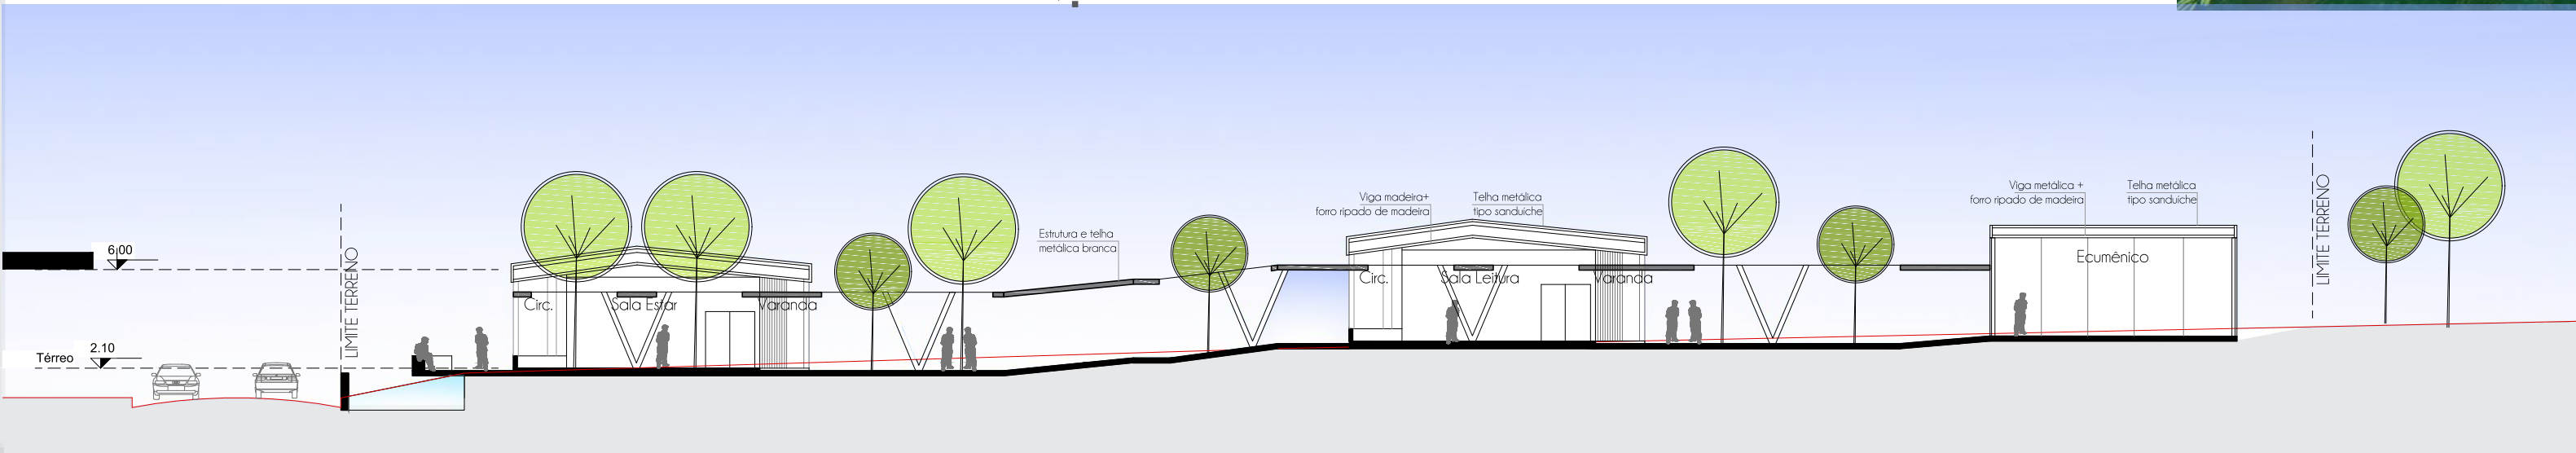 6.00
Térreo
2.10
LIMITE TERRENO
Circ.
Sala Estar
Varanda
Estrutura e telha
metálica branca
Viga madeira+
forro ripado de madeira
Telha metálica
tipo sanduiche
Circ.
Sala Leitura
Varanda
Viga metálica +
forro ripado de madeira
Telha metálica
tipo sanduiche
Ecumênico
LIMITE TERRENO